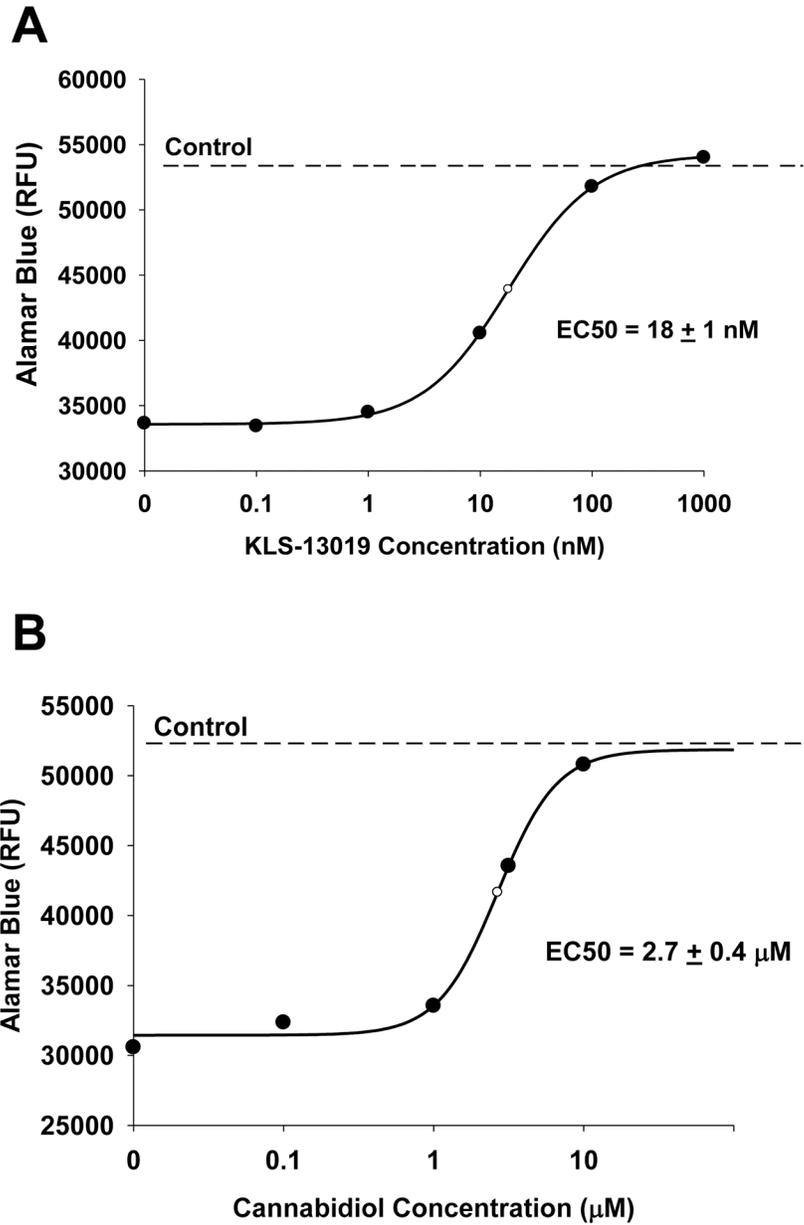 A
60000
55000
50000
45000
40000
35000
30000
Alamar Blue (RFU)
Control
EC50 = 18 ± 1 nM
0 0.1 1 10 100 1000
KLS-13019 Concentration (nM)
B
55000
50000
45000
40000
35000
30000
25000
Alamar Blue (RFU)
Control
EC50 = 2.7 ± 0.4 μM
0 0.1 1 10
Cannabidiol Concentration (μM)